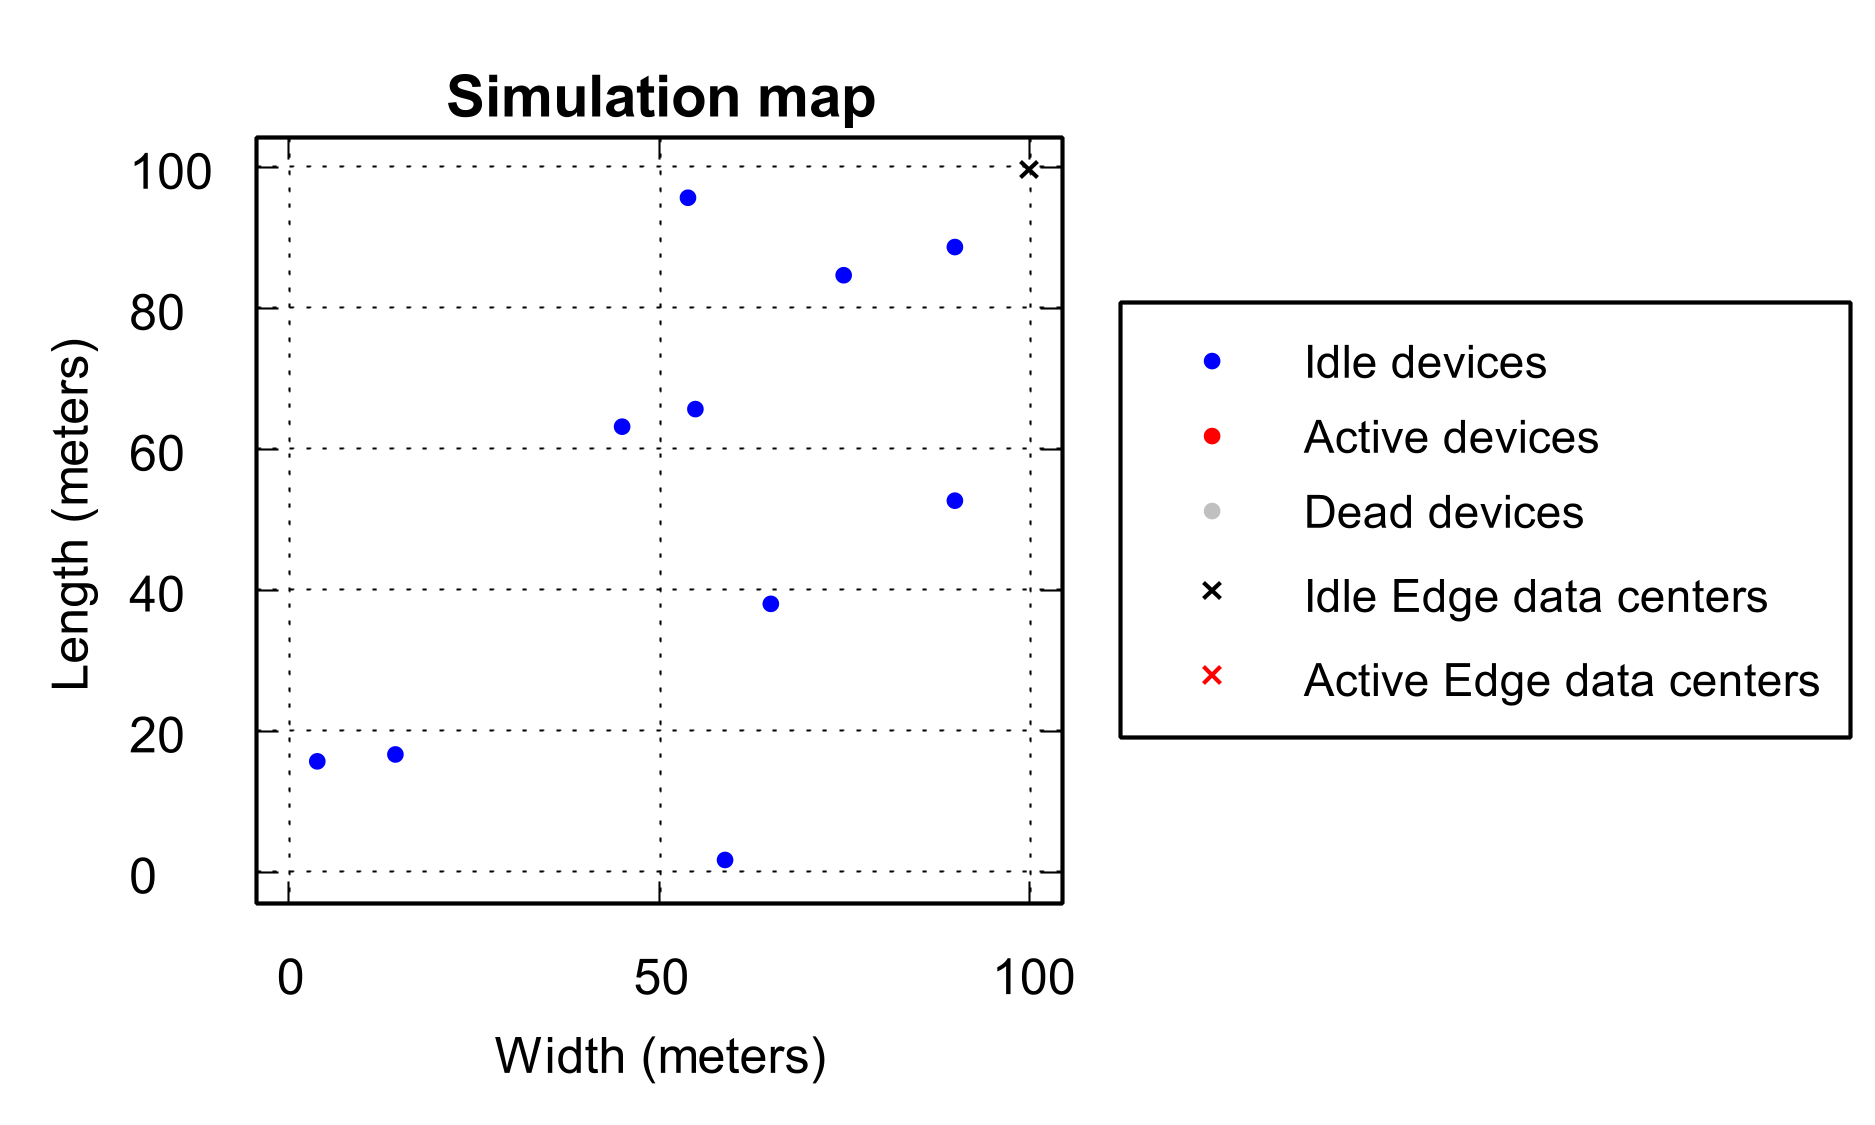 Simulation map
100
80
60
40
20
0
Length (meters)
0 50 100
Width (meters)
Idle devices
Active devices
Dead devices
Idle Edge data centers
Active Edge data centers